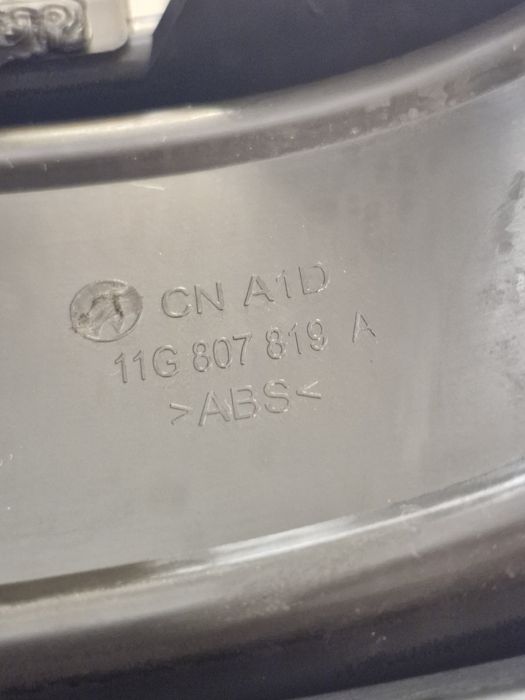 CN A1D
11G 807 819 A
>ABS<